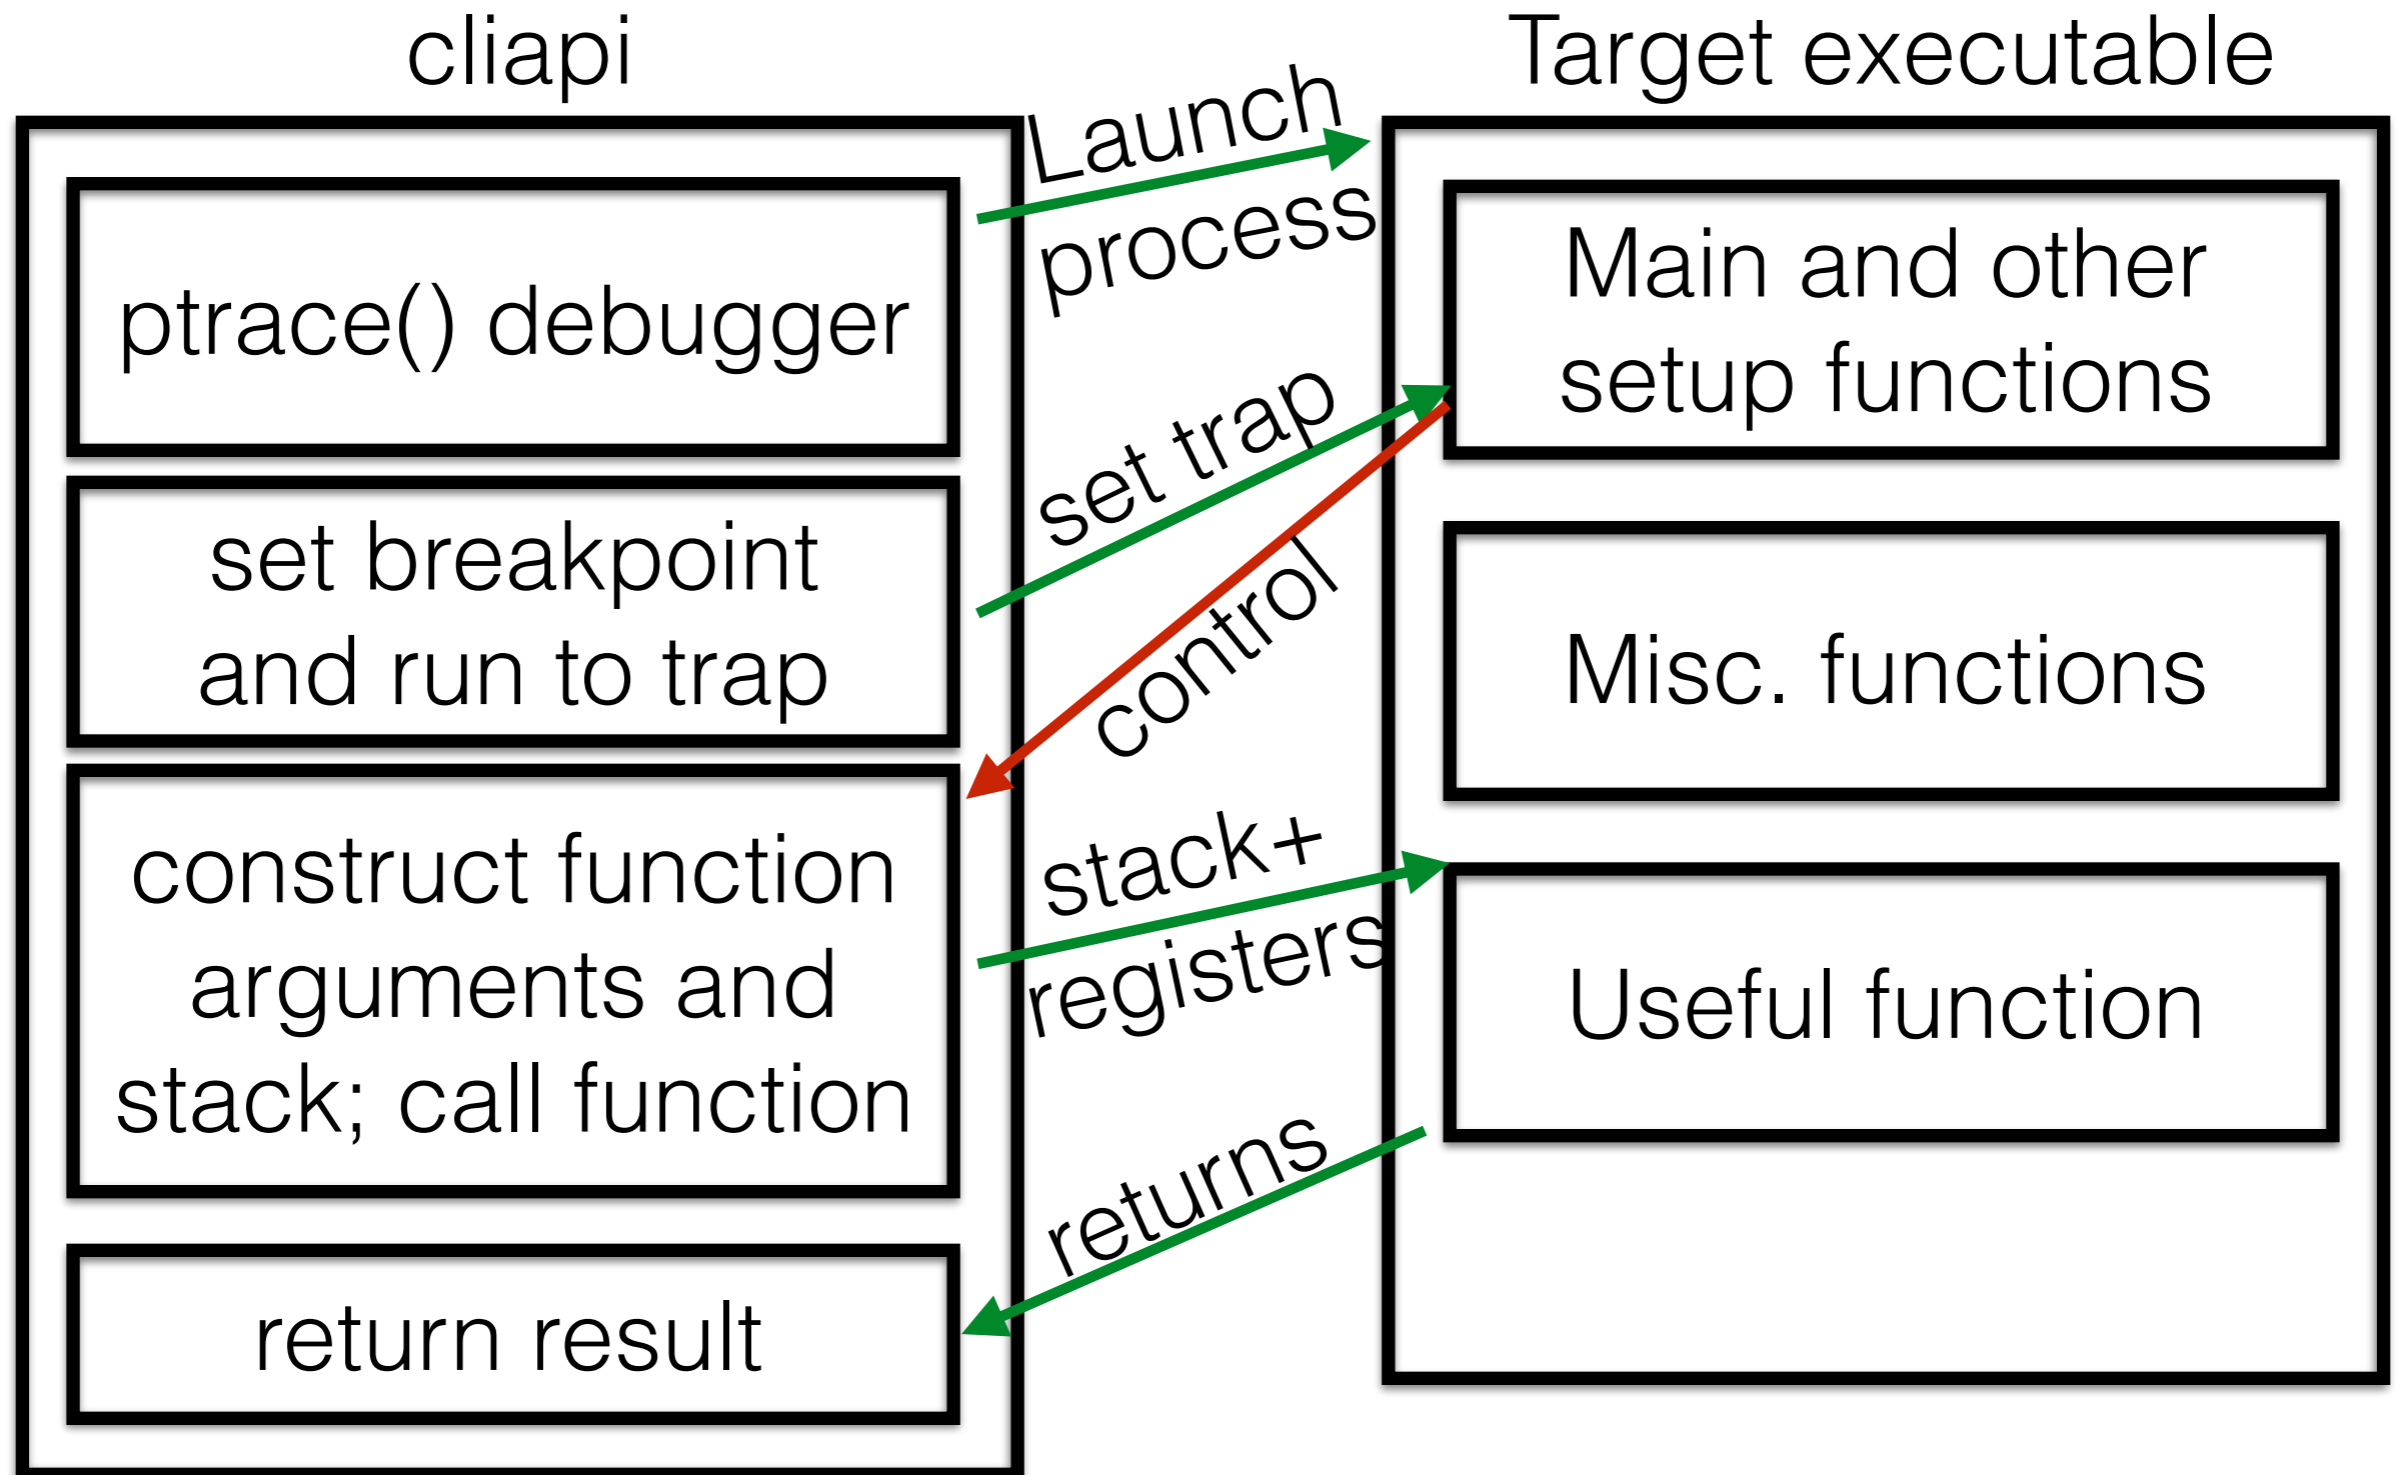 cliapi
ptrace() debugger
set breakpoint
and run to trap
construct function
arguments and
stack; call function
return result
Launch
process
set trap
control
stack+
registers
returns
Target executable
Main and other
setup functions
Misc. functions
Useful function